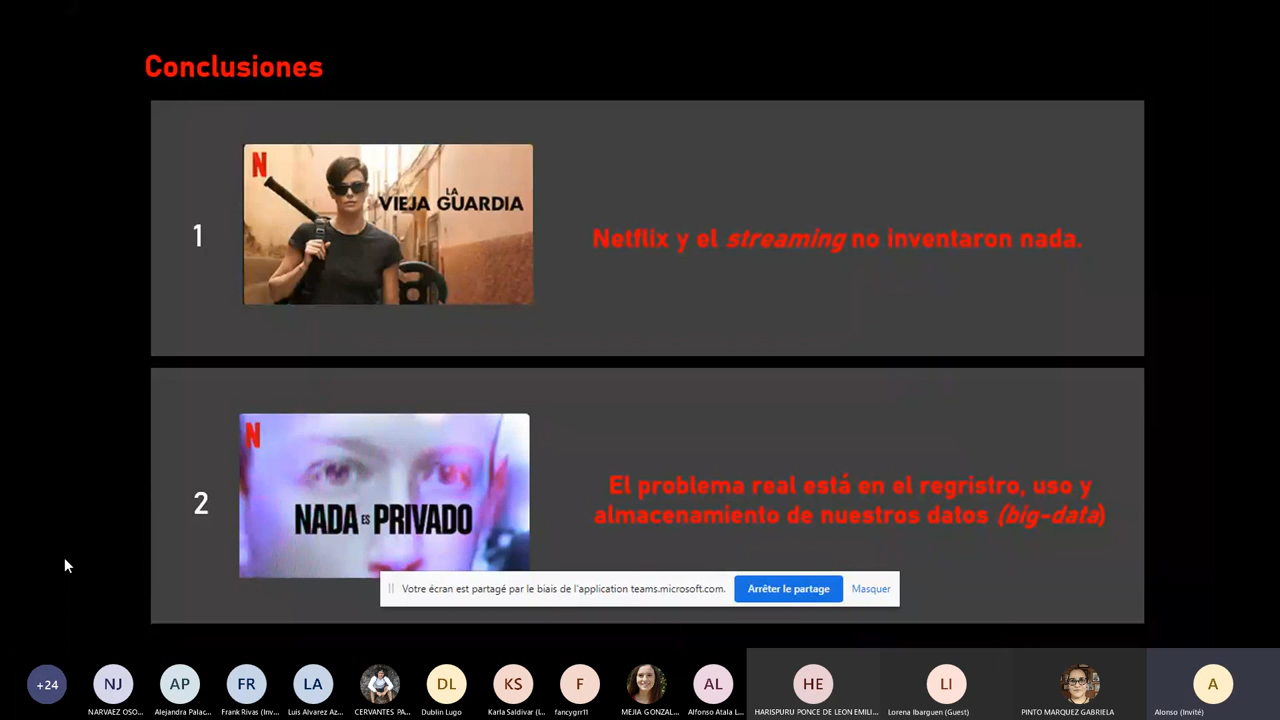 Conclusiones
1
N
LA
VIEJA GUARDIA
Netflix y el streaming no inventaron nada.
2
N
NADA ES PRIVADO
El problema real está en el regristro, uso y
almacenamiento de nuestros datos (big-data)
Votre écran est partagé par le biais de l'application teams.microsoft.com.
Arrêter le partage
Masquer
+24
NJ
AP
FR
LA
DL
KS
F
AL
HE
LI
A
NARVAEZ OSO...
Alejandra Palac...
Frank Rivas (Inv...
Luis Alvarez Az...
CERVANTES PA...
Dublin Lugo
Karla Saldivar (I...
fancygrr11
MEJIA GONZAL...
Alfonso Atala L...
HARISPURU PONCE DE LEON EMILI...
Lorena Ibarguen (Guest)
PINTO MARQUEZ GABRIELA
Alonso (Invité)